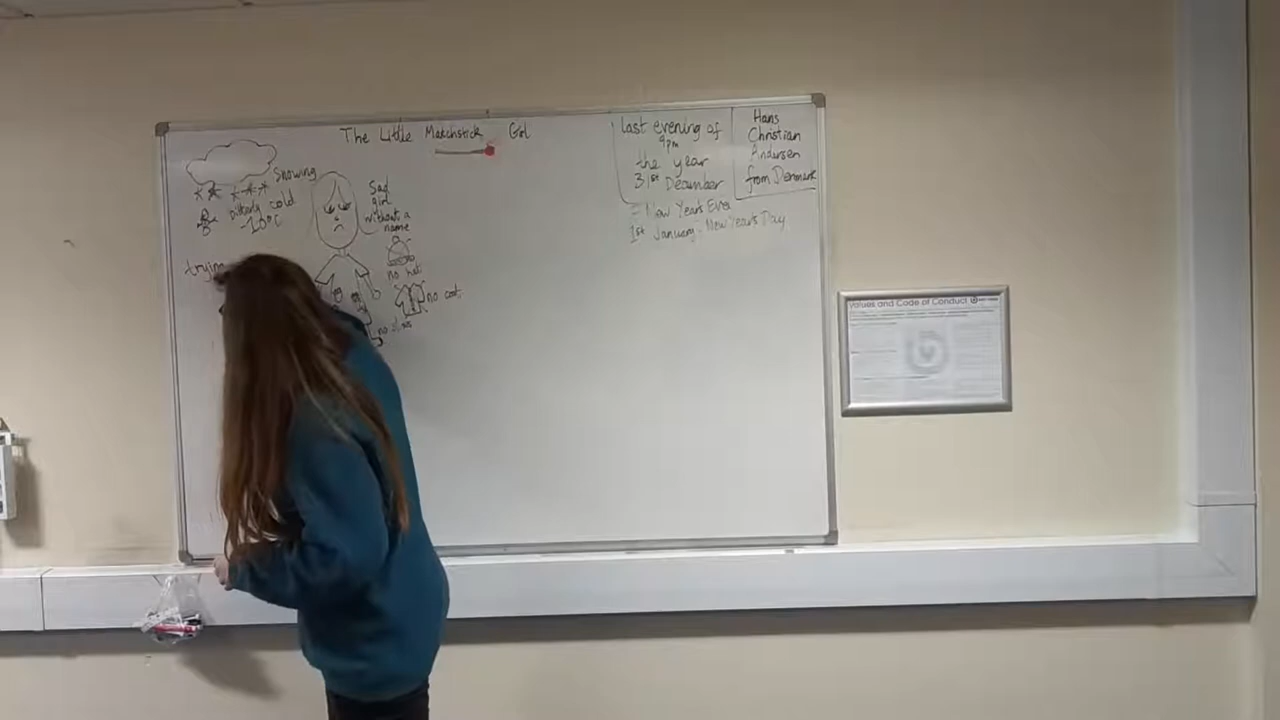 The Little Matchstick Girl
Snowing
Bitterly cold
-20°C
Sad
girl
without a
name
no hat
no coat
no shoes
last evening of
9pm
the year
31st December
= New Years Eve
1st January - New Year's Day
Hans
Christian
Andersen
from Denmark
Values and Code of Conduct